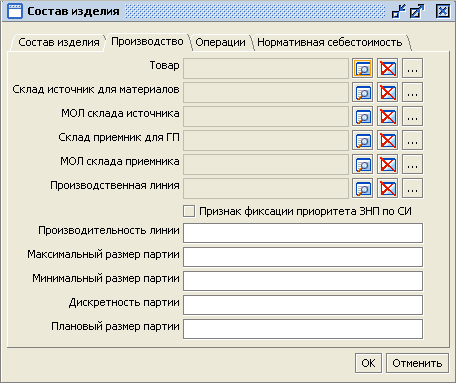 Состав изделия
Состав изделия Производство Операции Нормативная себестоимость
Товар ...
Склад источник для материалов ...
МОЛ склада источника ...
Склад приемник для ГП ...
МОЛ склада приемника ...
Производственная линия ...
Признак фиксации приоритета ЗНП по СИ
Производительность линии
Максимальный размер партии
Минимальный размер партии
Дискретность партии
Плановый размер партии
OK Отменить